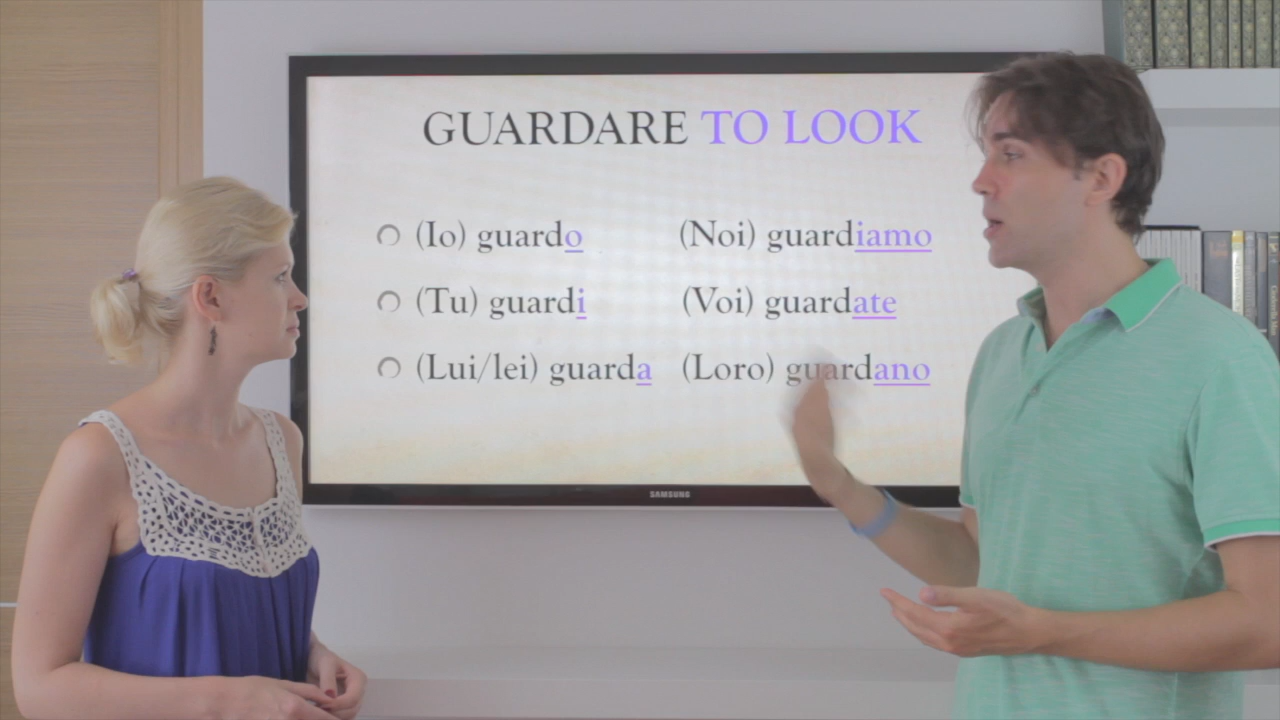 GUARDARE TO LOOK
(Io) guardo
(Noi) guardiamo
(Tu) guardi
(Voi) guardate
(Lui/lei) guarda
(Loro) guardano
SAMSUNG